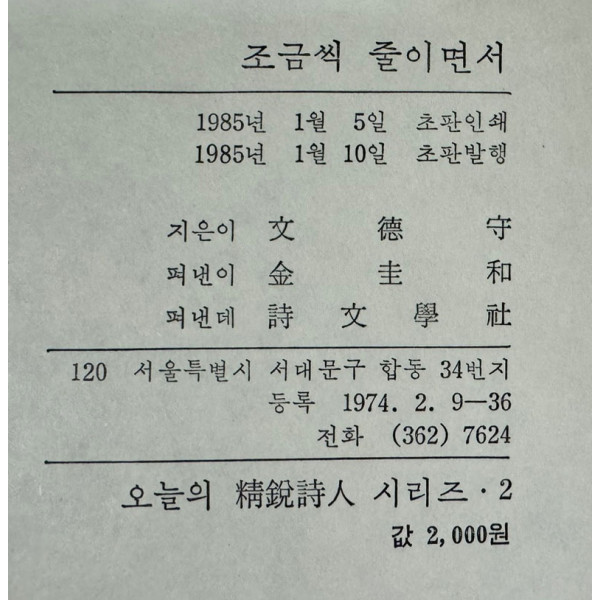 조금씩 줄이면서
1985년 1월 5일 초판인쇄
1985년 1월 10일 초판발행
지은이 文 德 守
펴낸이 金 圭 和
펴낸데 詩 文 學 社
120 서울특별시 서대문구 합동 34번지
등록 1974. 2. 9—36
전화 (362) 7624
오늘의 精銳詩人 시리즈·2
값 2,000원